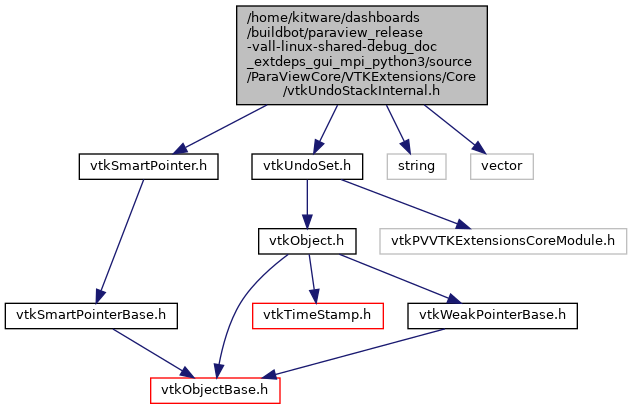 /home/kitware/dashboards
/buildbot/paraview_release
-vall-linux-shared-debug_doc
_extdeps_gui_mpi_python3/source
/ParaViewCore/VTKExtensions/Core
/vtkUndoStackInternal.h
vtkSmartPointer.h
vtkUndoSet.h
string
vector
vtkObject.h
vtkPVVTKExtensionsCoreModule.h
vtkSmartPointerBase.h
vtkTimeStamp.h
vtkWeakPointerBase.h
vtkObjectBase.h